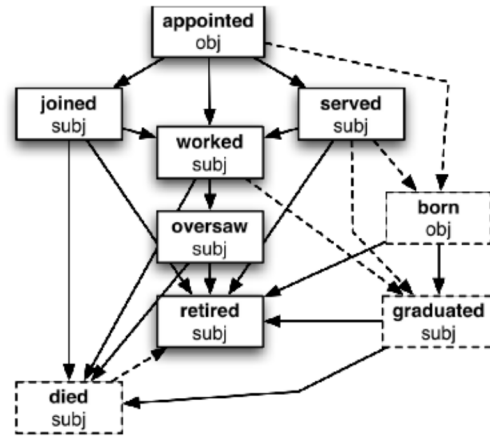 appointed
obj
joined
subj
served
subj
worked
subj
born
obj
oversaw
subj
retired
subj
graduated
subj
died
subj